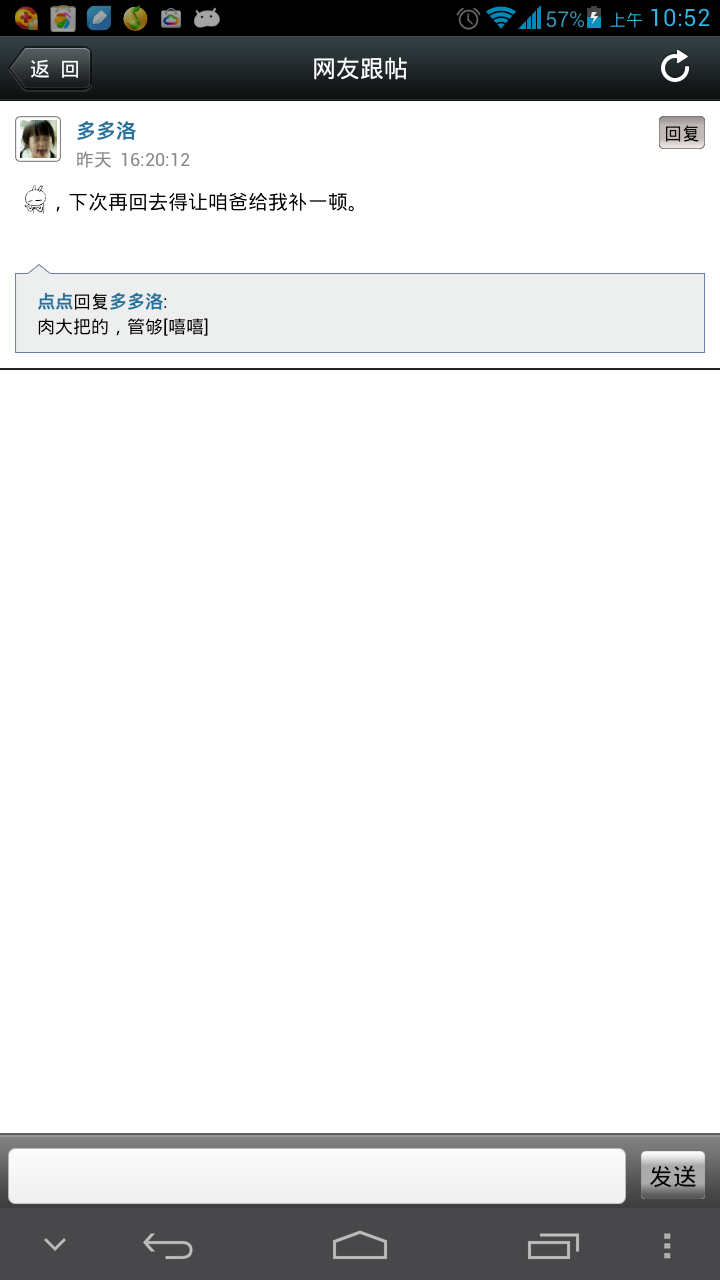 57% 上午 10:52
返 回
网友跟帖
多多洛
回复
昨天 16:20:12
，下次再回去得让咱爸给我补一顿。
点点回复多多洛:
肉大把的，管够[嘻嘻]
发送